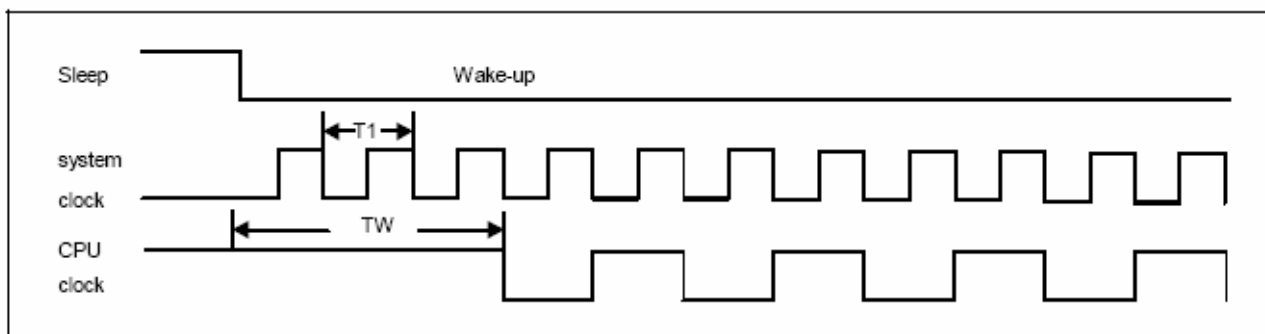 Sleep
Wake-up
T1
system
clock
TW
CPU
clock